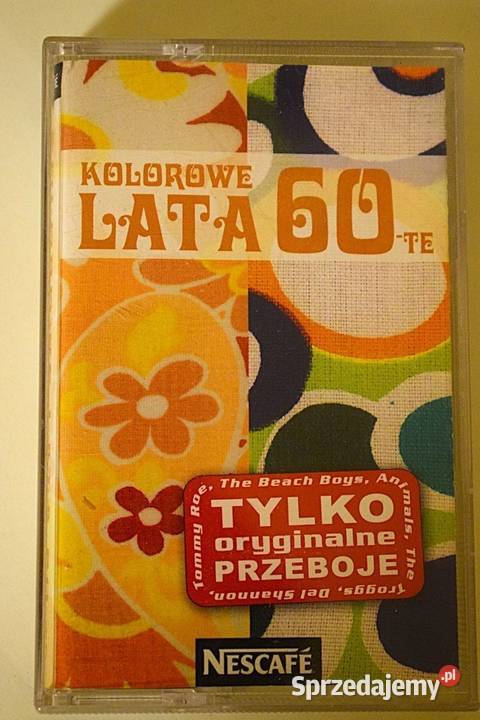 KOLOROWE
LATA 60-TE
Tommy Roe, The Beach Boys, Animals, The Troggs, Del Shannon,
TYLKO
oryginalne
PRZEBOJE
NESCAFÉ
Sprzedajemy.pl